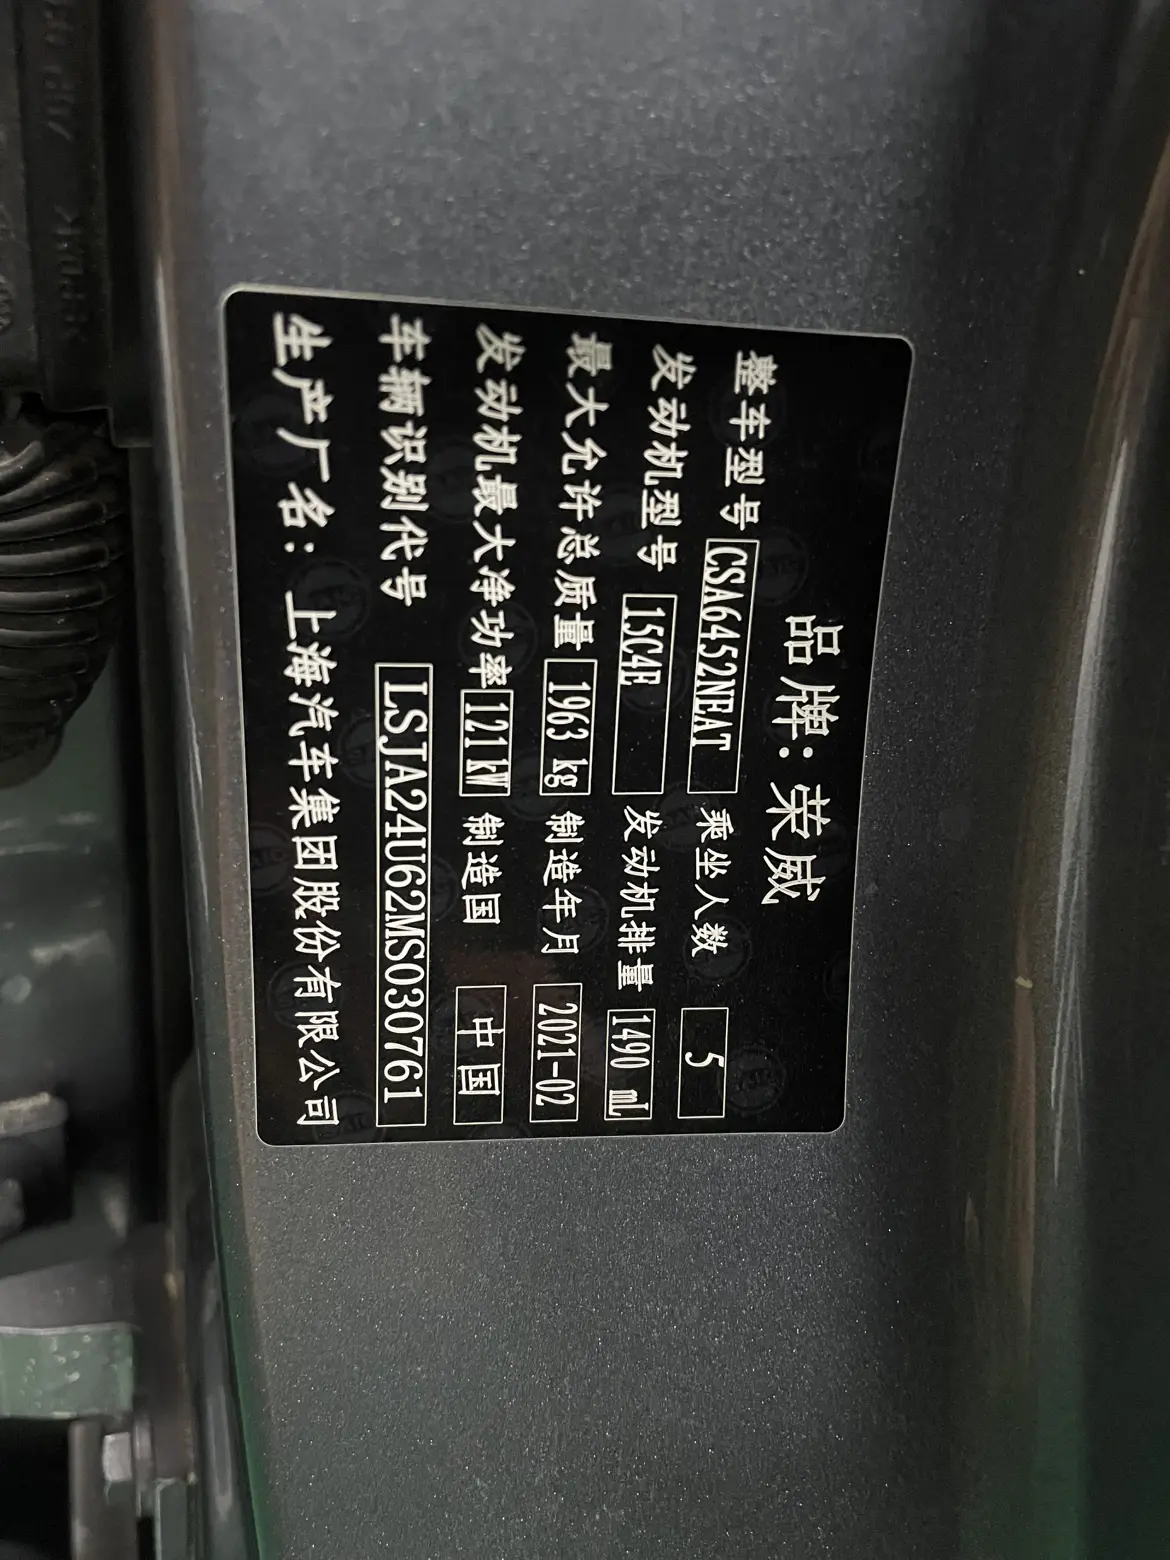 品牌：荣威
整车型号 CSA6452NEAT 乘坐人数 5
发动机型号 15C4E 发动机排量 1490 mL
最大允许总质量 1963 kg 制造年月 2021-02
发动机最大净功率 121kW 制造国 中国
车辆识别代号 LSJA24U62MS030761
生产厂名：上海汽车集团股份有限公司